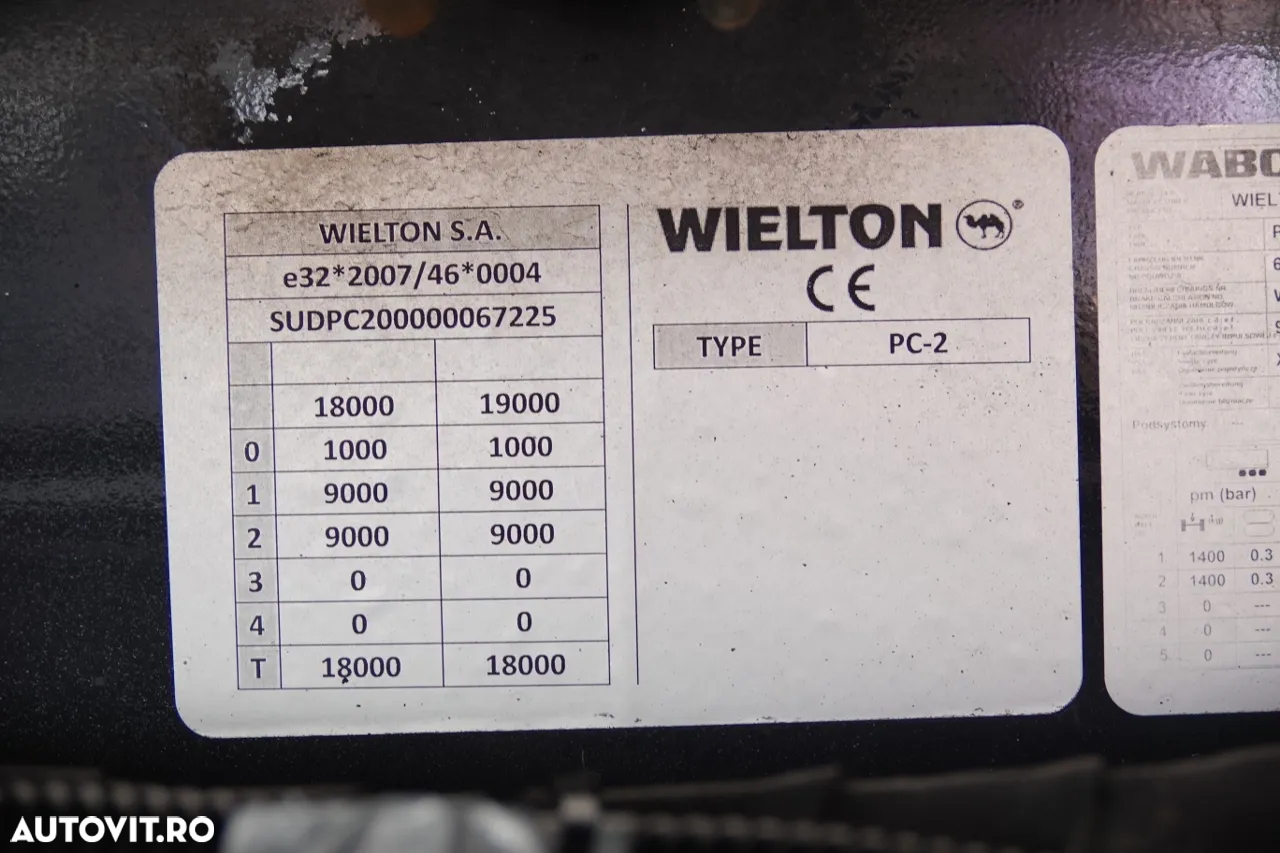 WIELTON S.A.
e32*2007/46*0004
SUDPC200000067225
18000 19000
0 1000 1000
1 9000 9000
2 9000 9000
3 0 0
4 0 0
T 18000 18000
WIELTON ®
CE
TYPE PC-2
WABC
WIEL
Podsystemy ---
pm (bar)
1 1400 0.3
2 1400 0.3
3 0 ---
4 0 ---
5 0 ---
AUTOVIT.RO